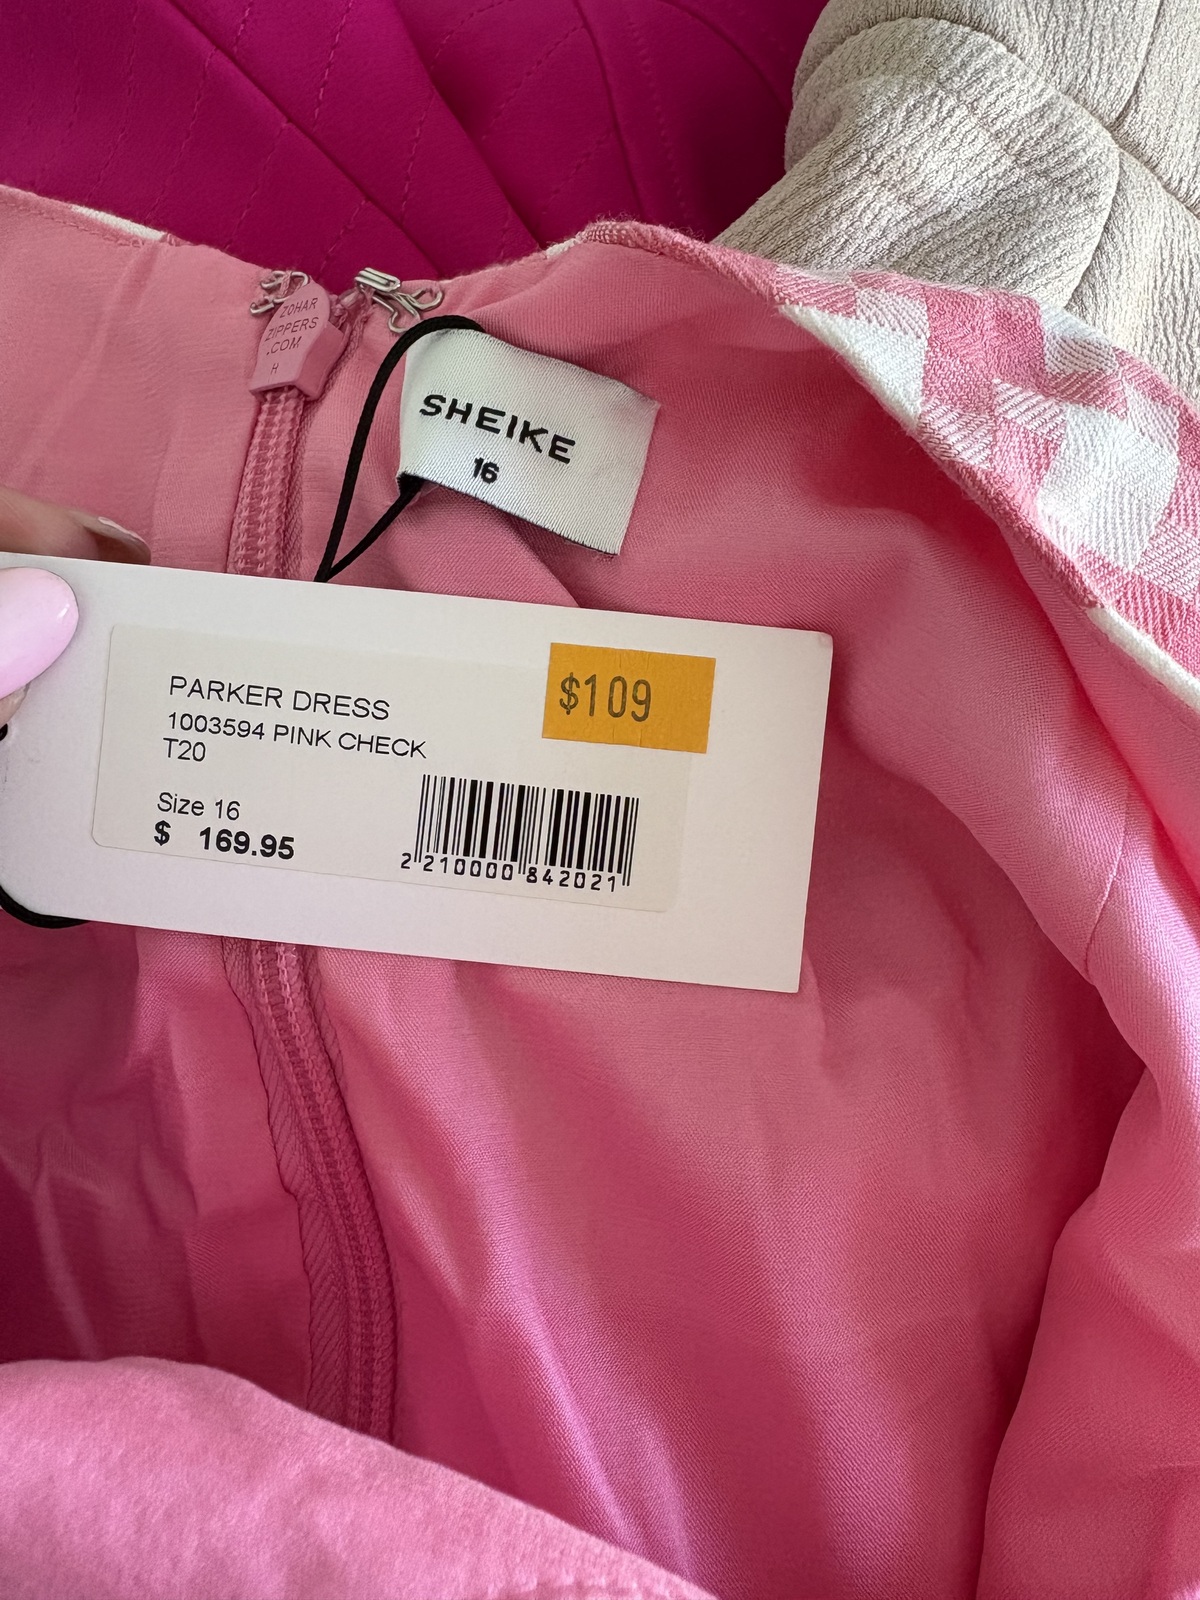 ZOHAR
ZIPPERS
.COM
H
SHEIKE
16
PARKER DRESS
$109
1003594 PINK CHECK
T20
Size 16
$ 169.95
2 210000 842021